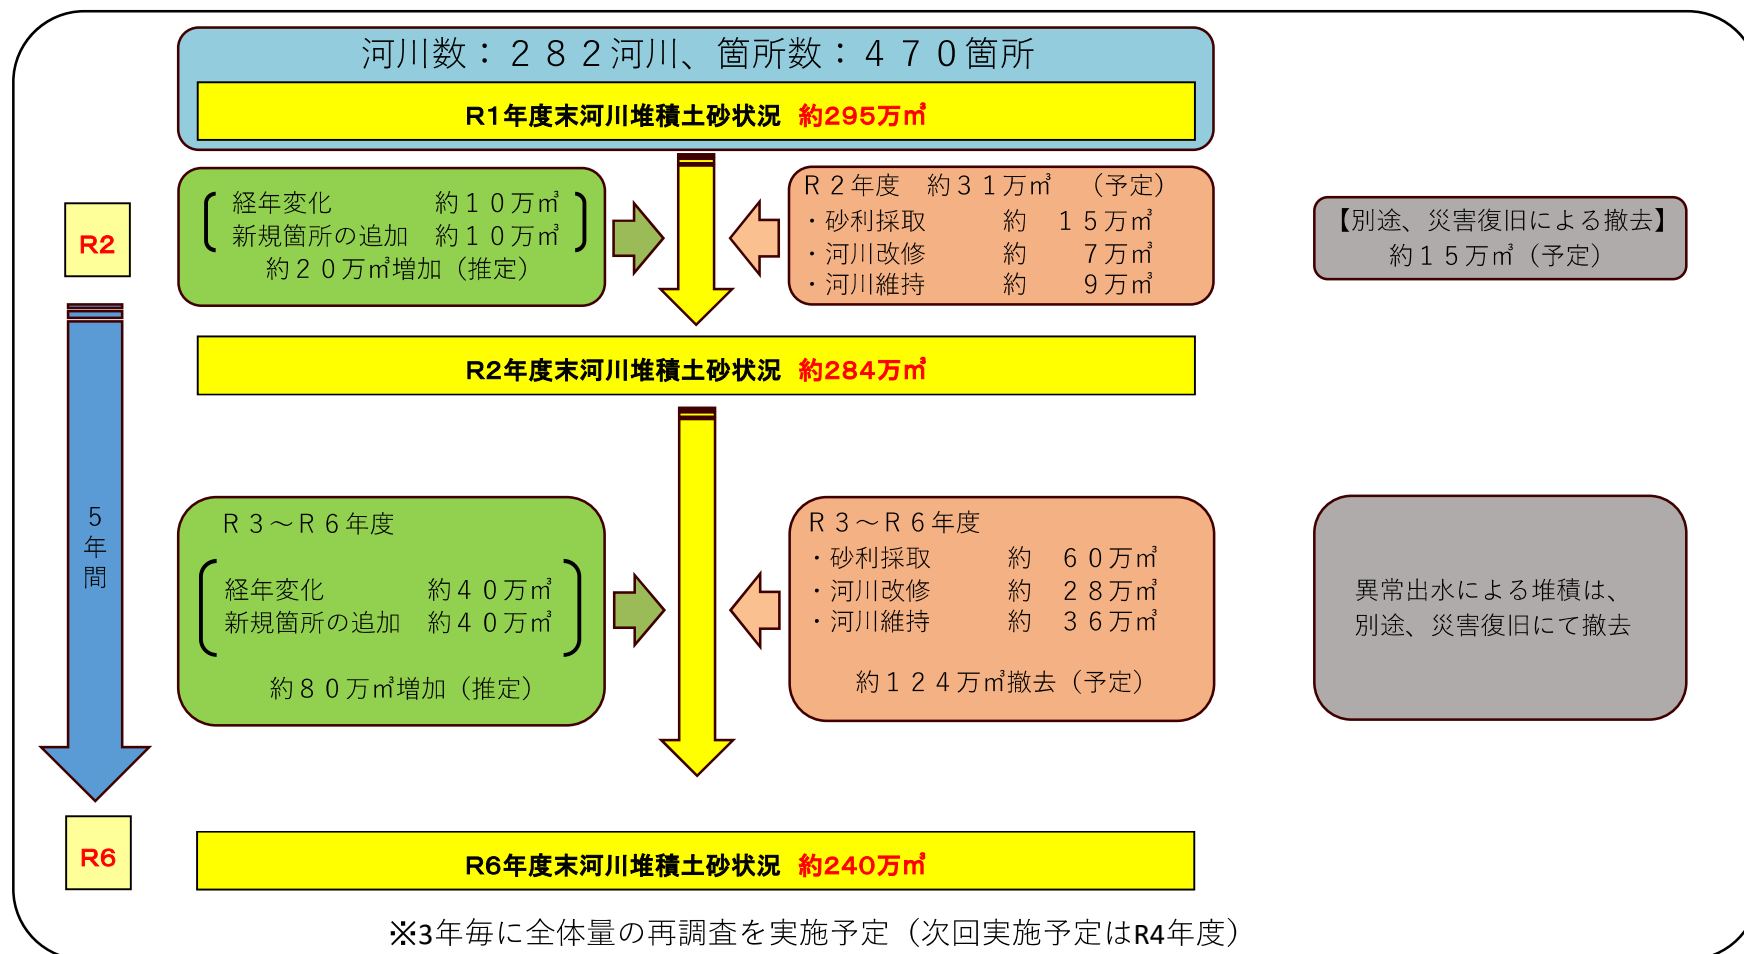 河川数：２８２河川、箇所数：４７０箇所
R1年度末河川堆積土砂状況　約295万㎥
R2
経年変化　　　　約１０万㎥
新規箇所の追加　約１０万㎥
約２０万㎥増加（推定）
Ｒ２年度　約３１万㎥　（予定）
・砂利採取　　　約　１５万㎥
・河川改修　　　約　　７万㎥
・河川維持　　　約　　９万㎥
【別途、災害復旧による撤去】
約１５万㎥（予定）
R2年度末河川堆積土砂状況　約284万㎥
5年間
Ｒ３～Ｒ６年度
経年変化　　　　約４０万㎥
新規箇所の追加　約４０万㎥
約８０万㎥増加（推定）
Ｒ３～Ｒ６年度
・砂利採取　　　約　６０万㎥
・河川改修　　　約　２８万㎥
・河川維持　　　約　３６万㎥
約１２４万㎥撤去（予定）
異常出水による堆積は、
別途、災害復旧にて撤去
R6
R6年度末河川堆積土砂状況　約240万㎥
※3年毎に全体量の再調査を実施予定（次回実施予定はR4年度）